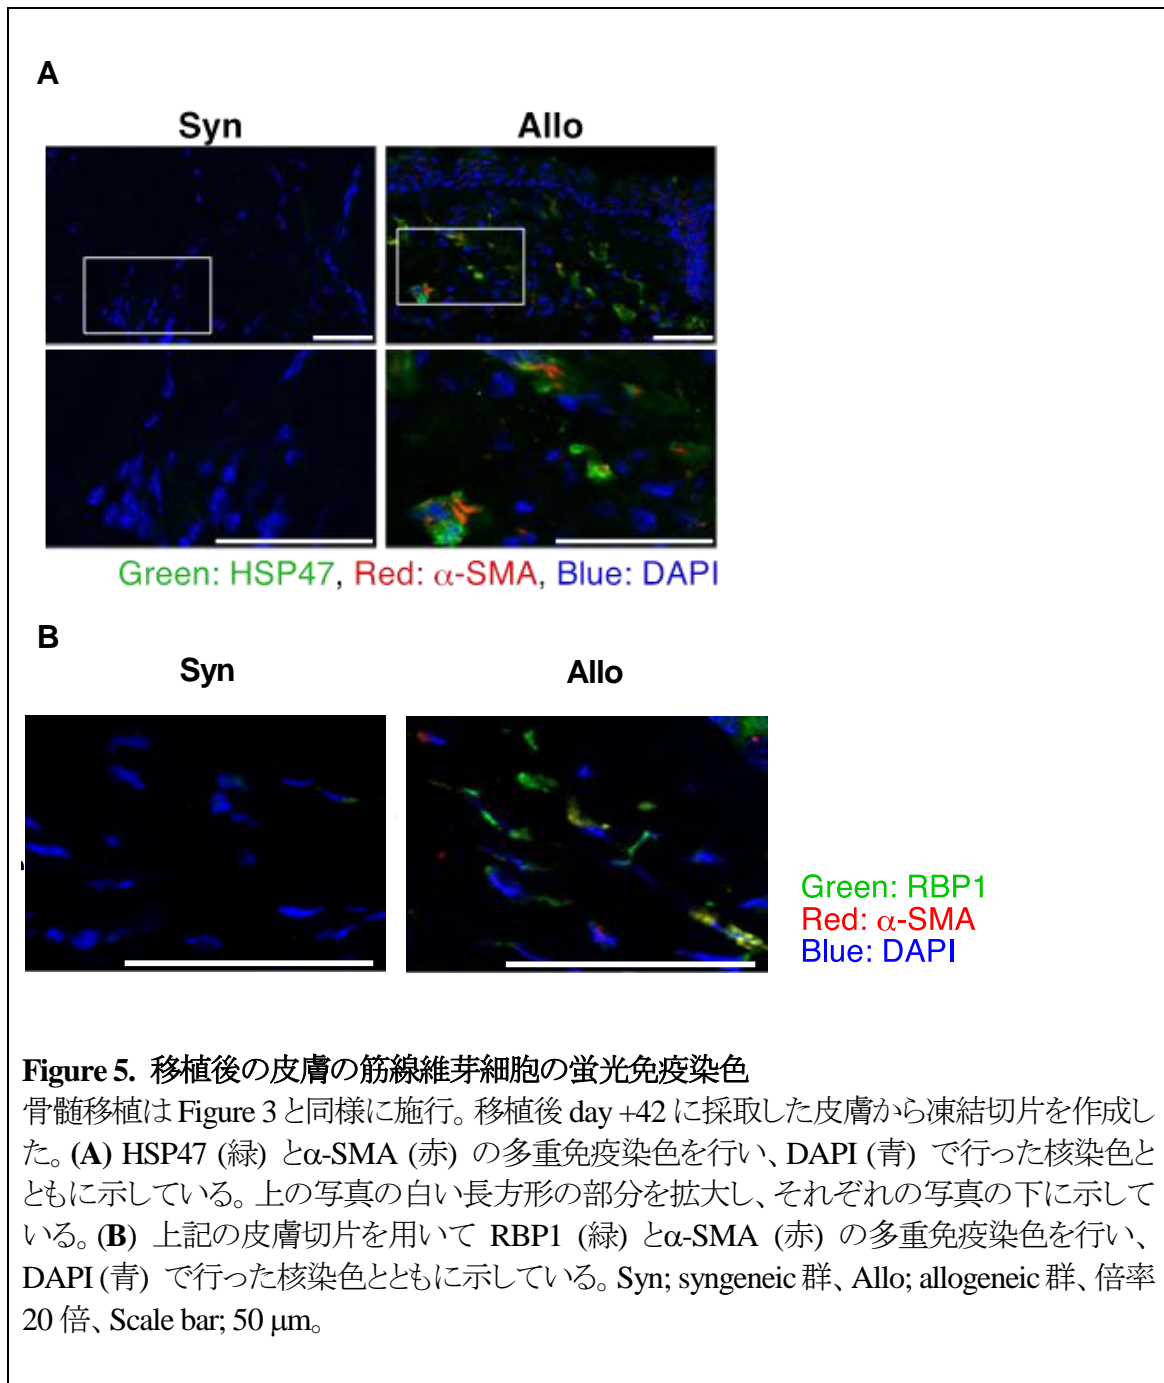 A
Syn Allo
Green: HSP47, Red: α-SMA, Blue: DAPI
B
Syn Allo
Green: RBP1
Red: α-SMA
Blue: DAPI
Figure 5. 移植後の皮膚の筋線維芽細胞の蛍光免疫染色
骨髄移植は Figure 3 と同様に施行。移植後 day +42 に採取した皮膚から凍結切片を作成し
た。(A) HSP47 (緑) とα-SMA (赤) の多重免疫染色を行い、DAPI (青) で行った核染色と
ともに示している。上の写真の白い長方形の部分を拡大し、それぞれの写真の下に示して
いる。(B) 上記の皮膚切片を用いて RBP1 (緑) とα-SMA (赤) の多重免疫染色を行い、
DAPI (青) で行った核染色とともに示している。Syn; syngeneic 群、Allo; allogeneic 群、倍率
20 倍、Scale bar; 50 μm。